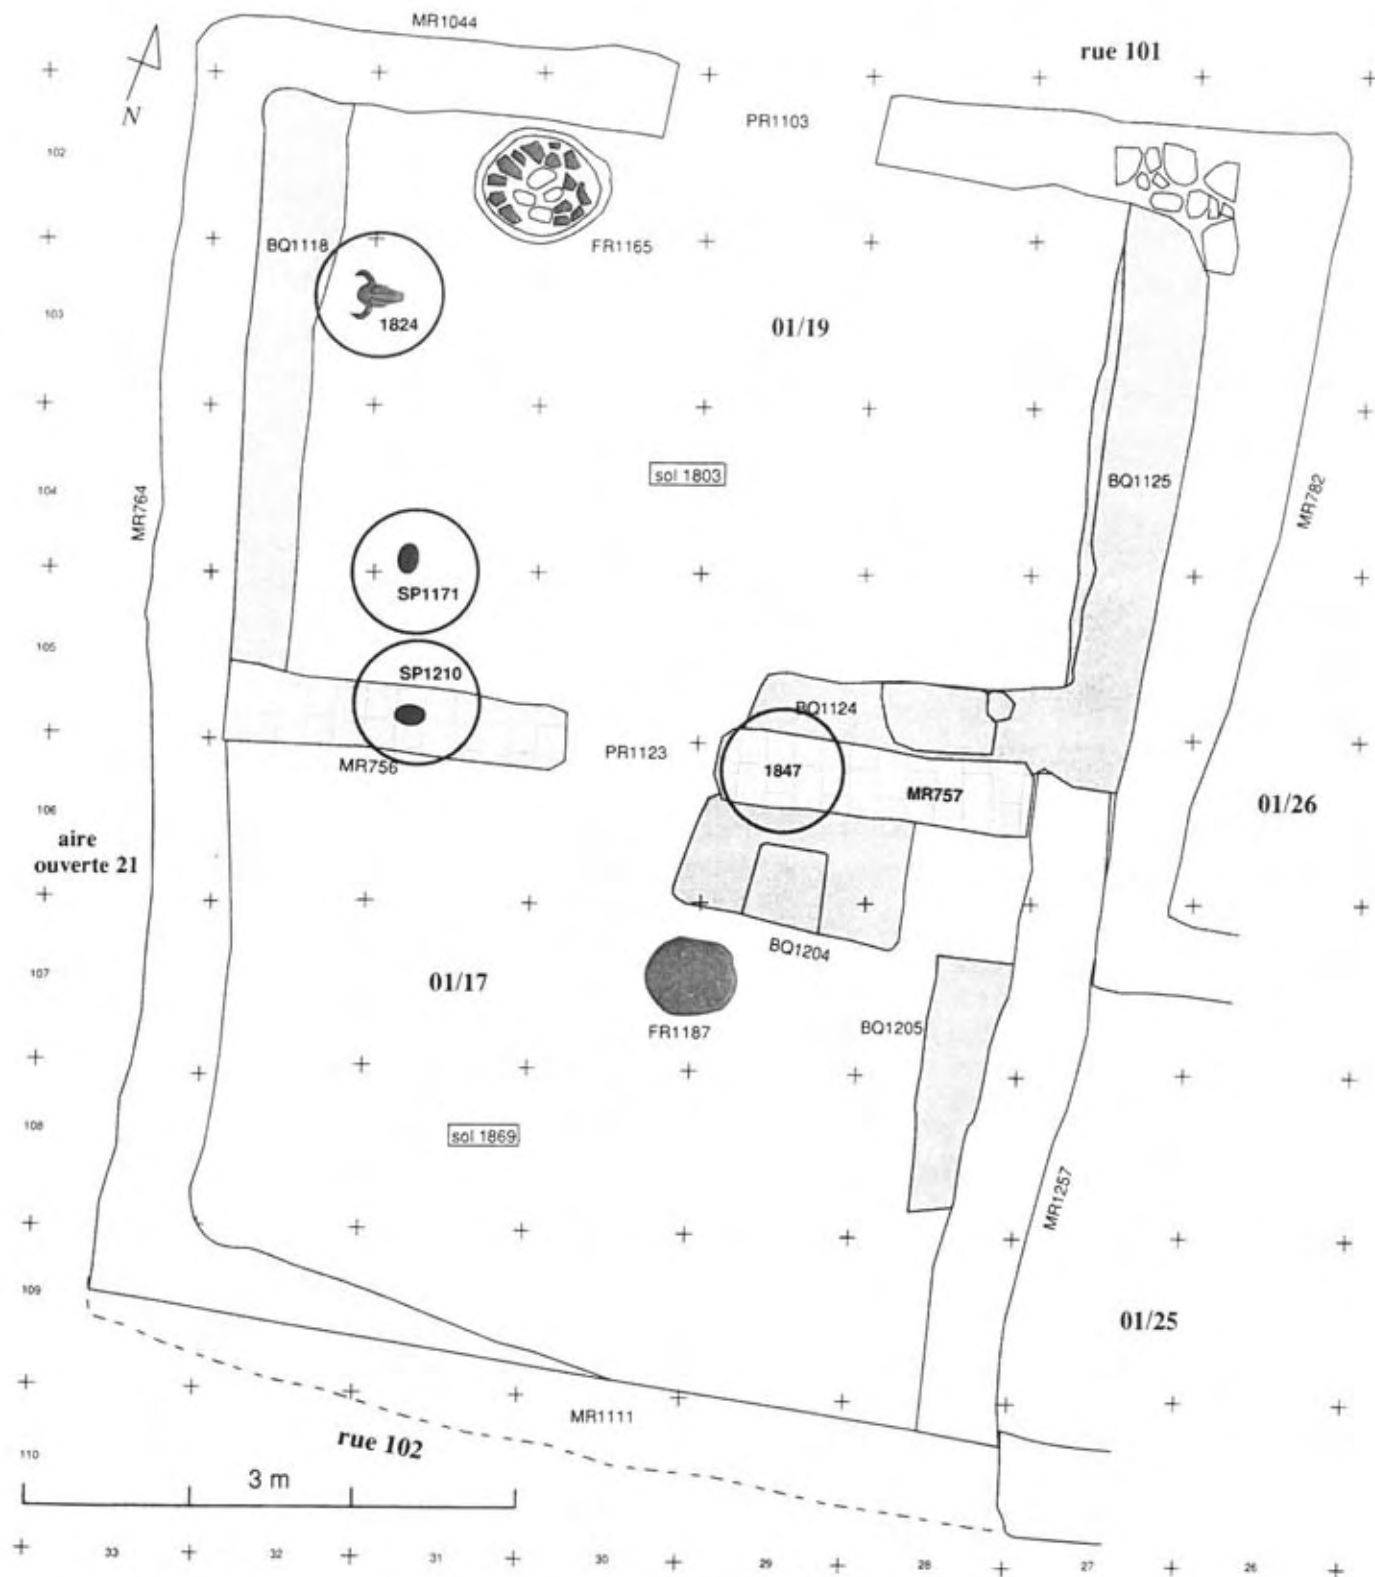 MR1044
rue 101
N
PR1103
102
BQ1118
FR1165
103
1824
01/19
104
sol 1803
BQ1125
MR764
MR782
SP1171
105
SP1210
BQ1124
PR1123
MR756
1847
MR757
106
01/26
aire
ouverte 21
BQ1204
107
01/17
FR1187
BQ1205
108
sol 1869
MR1257
109
01/25
MR1111
rue 102
110
3 m
33 32 31 30 29 28 27 26